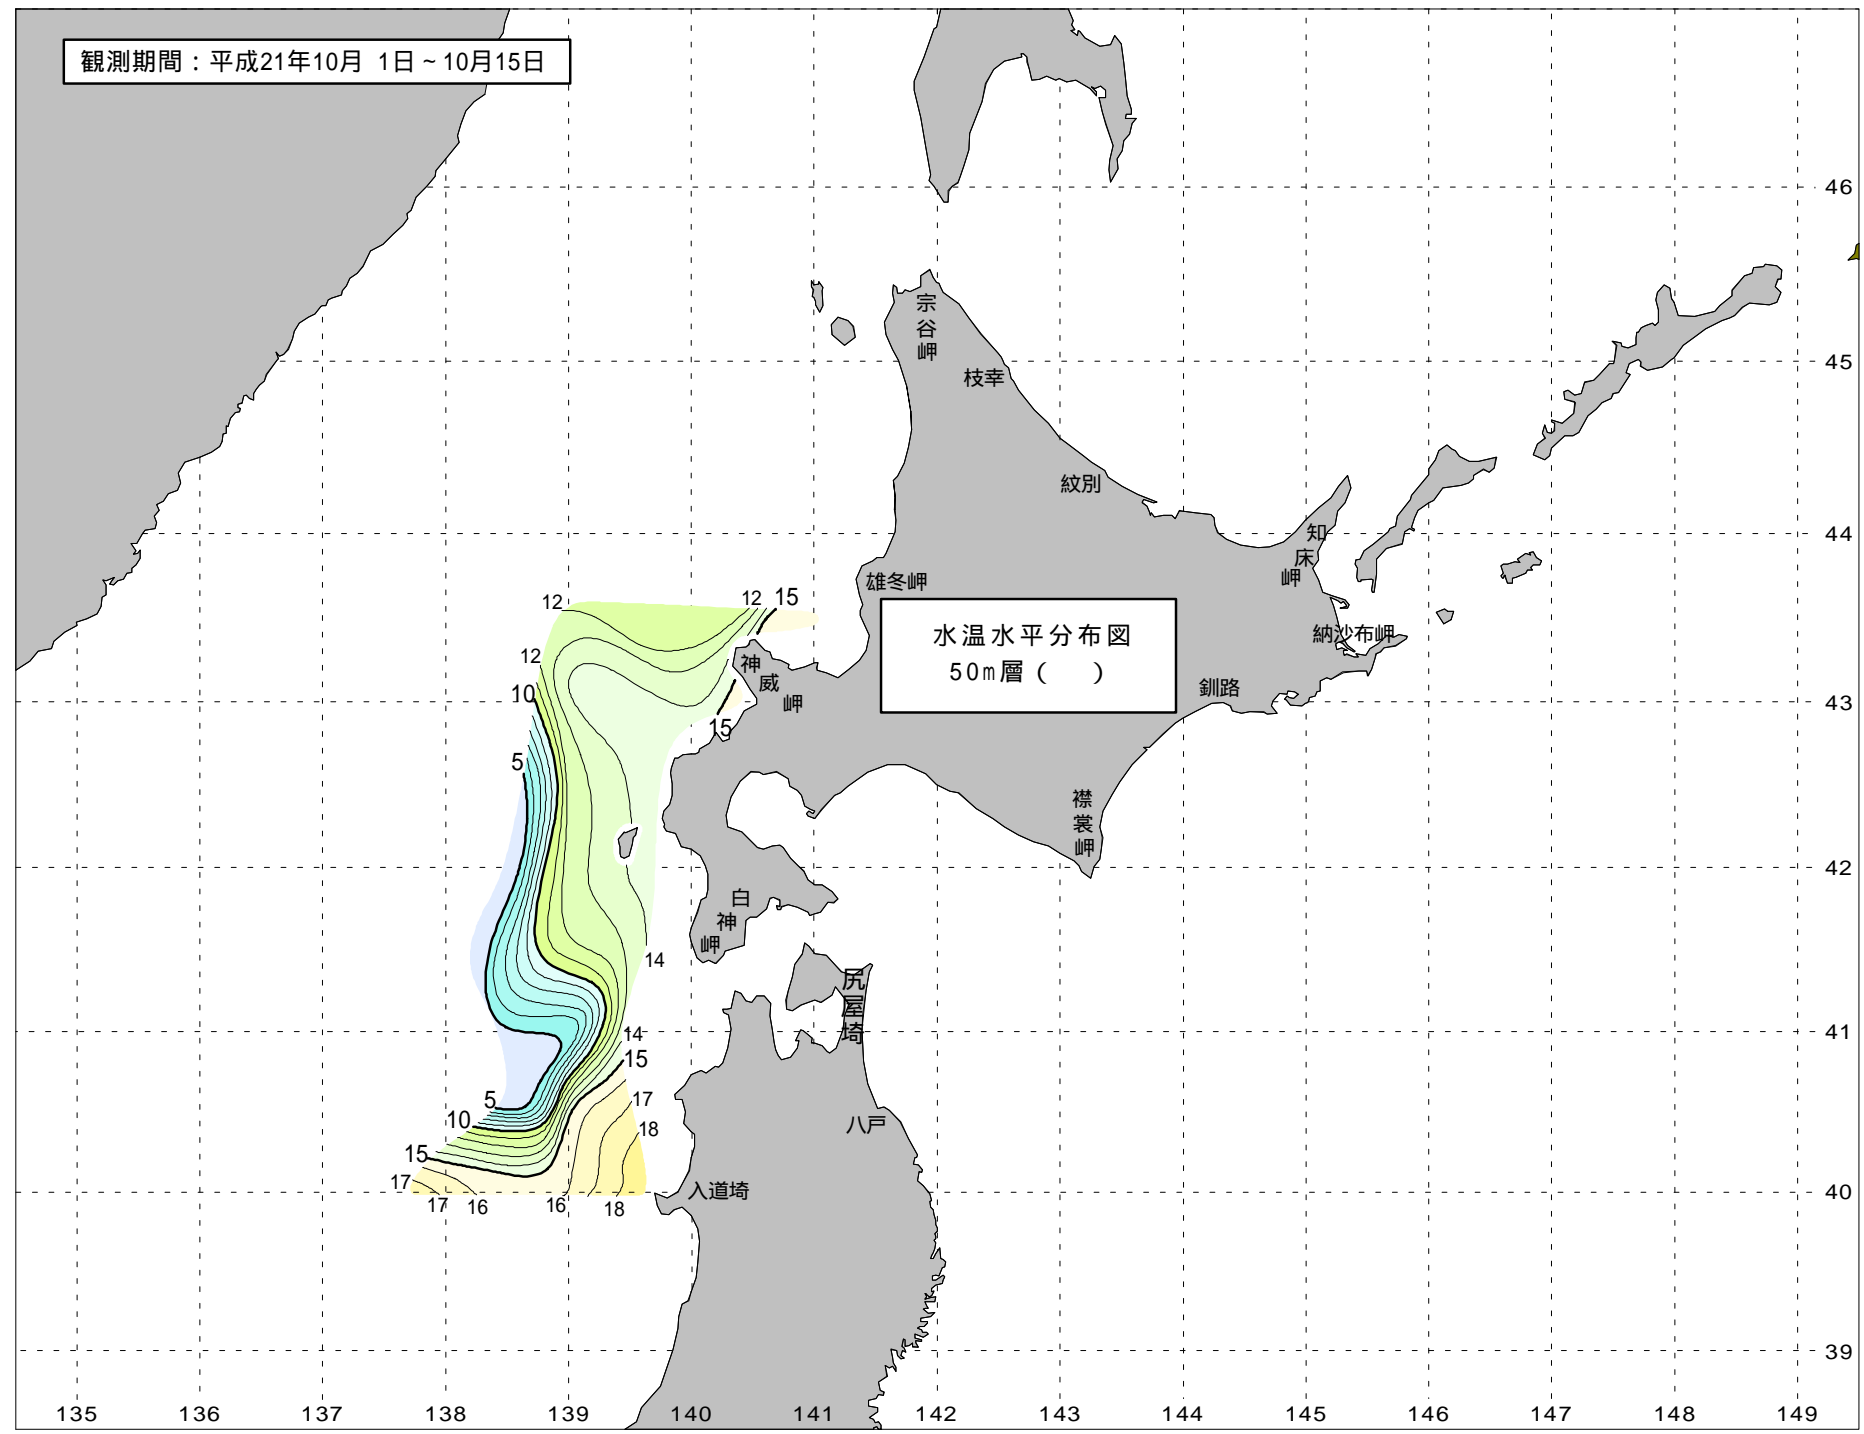 観測期間：平成21年10月 1日～10月15日
46
宗谷岬
45
枝幸
紋別
44
知床岬
雄冬岬
12
12
15
水温水平分布図
50m層（　　）
納沙布岬
12
神威岬
10
釧路
43
15
5
襟裳岬
42
白神岬
14
尻屋埼
14
41
15
5
17
10
18
八戸
15
17
入道埼
40
17
16
16
18
39
135 136 137 138 139 140 141 142 143 144 145 146 147 148 149